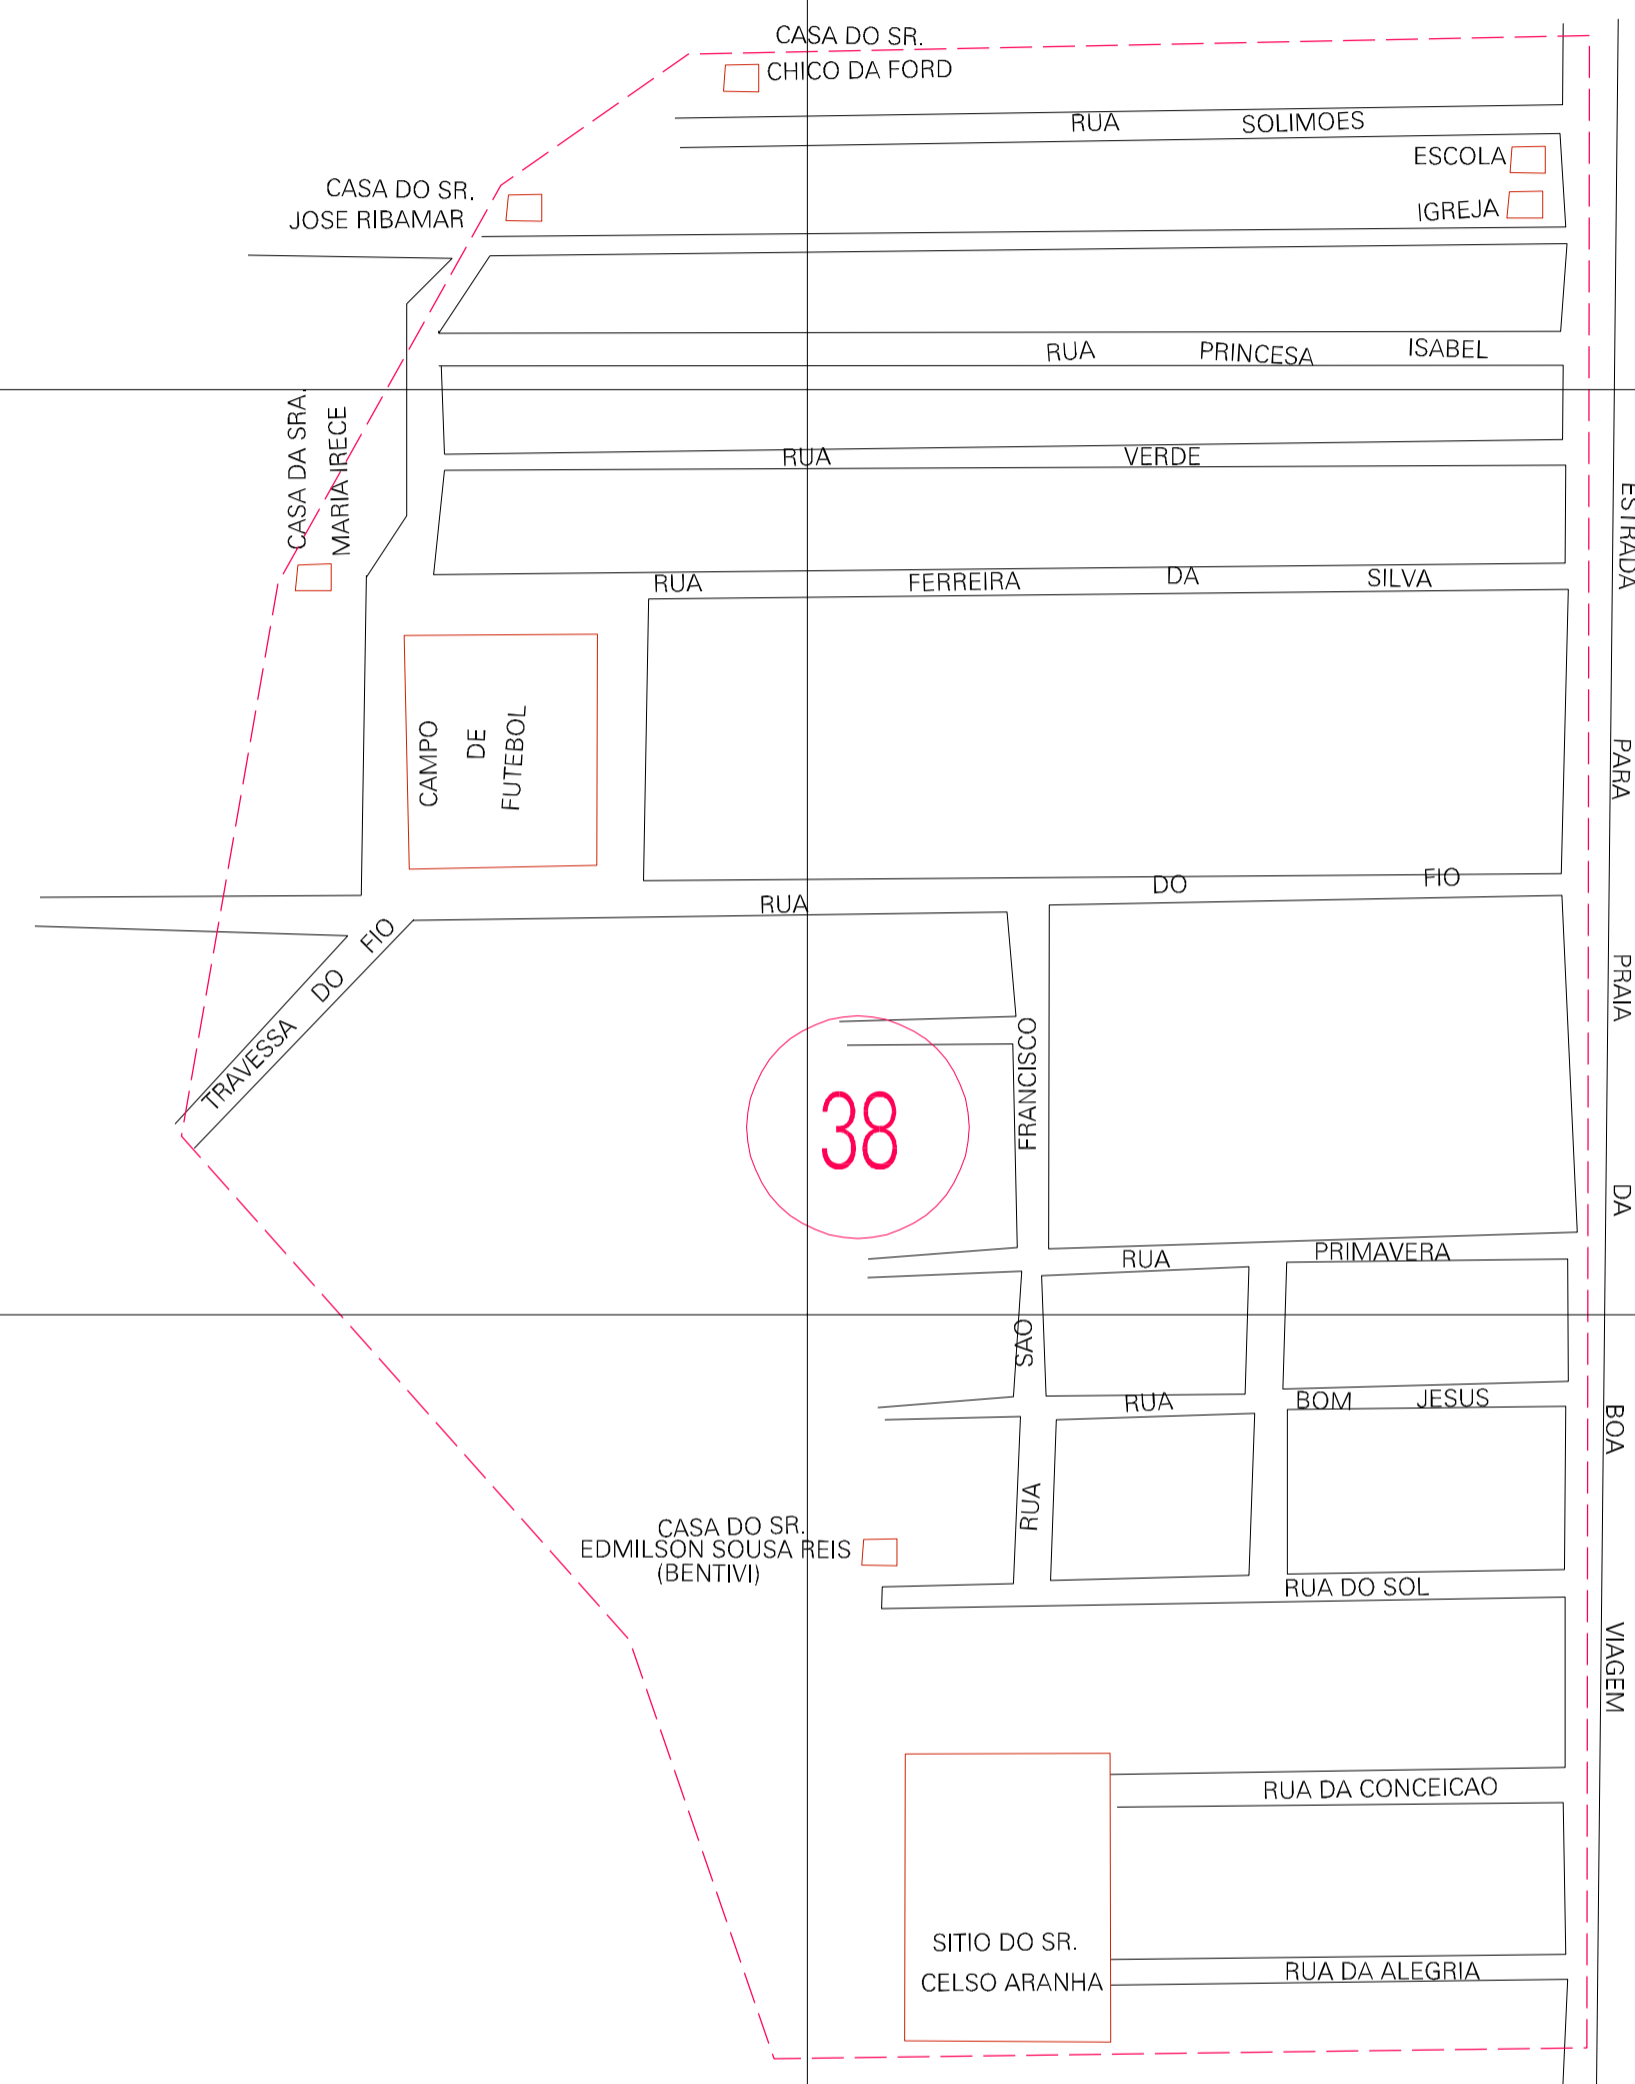 CASA DO SR.
CHICO DA FORD
RUA SOLIMOES
ESCOLA
IGREJA
CASA DO SR.
JOSE RIBAMAR
RUA PRINCESA ISABEL
CASA DA SRA.
MARIA IRECE
RUA VERDE
RUA FERREIRA DA SILVA
CAMPO
DE
FUTEBOL
RUA DO FIO
TRAVESSA DO FIO
38
RUA SAO FRANCISCO
RUA PRIMAVERA
RUA BOM JESUS
CASA DO SR.
EDMILSON SOUSA REIS
(BENTIVI)
RUA DO SOL
RUA DA CONCEICAO
SITIO DO SR.
CELSO ARANHA
RUA DA ALEGRIA
ESTRADA PARA PRAIA DA BOA VIAGEM